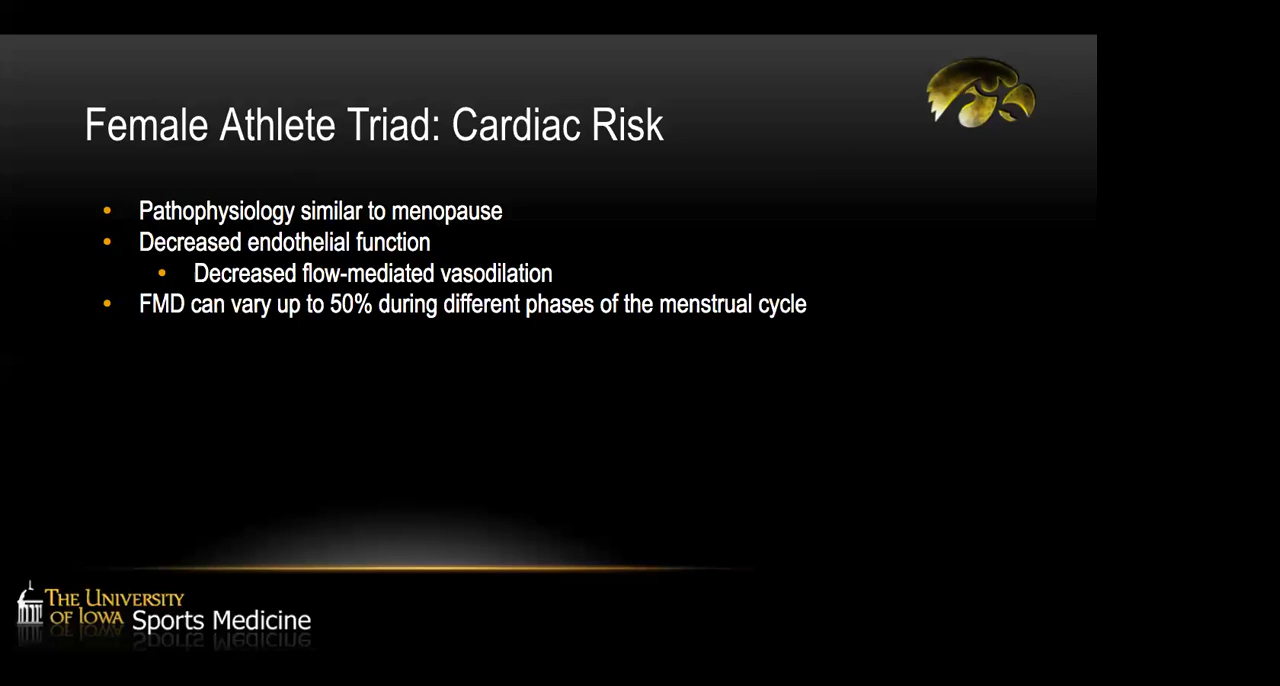 Female Athlete Triad: Cardiac Risk
• Pathophysiology similar to menopause
• Decreased endothelial function
• Decreased flow-mediated vasodilation
• FMD can vary up to 50% during different phases of the menstrual cycle
THE UNIVERSITY
OF IOWA Sports Medicine